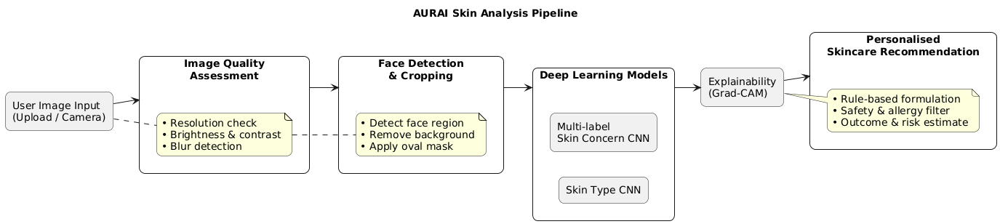 AURAI Skin Analysis Pipeline
User Image Input
(Upload / Camera)
Image Quality
Assessment
• Resolution check
• Brightness & contrast
• Blur detection
Face Detection
& Cropping
• Detect face region
• Remove background
• Apply oval mask
Deep Learning Models
Multi-label
Skin Concern CNN
Skin Type CNN
Explainability
(Grad-CAM)
Personalised
Skincare Recommendation
• Rule-based formulation
• Safety & allergy filter
• Outcome & risk estimate